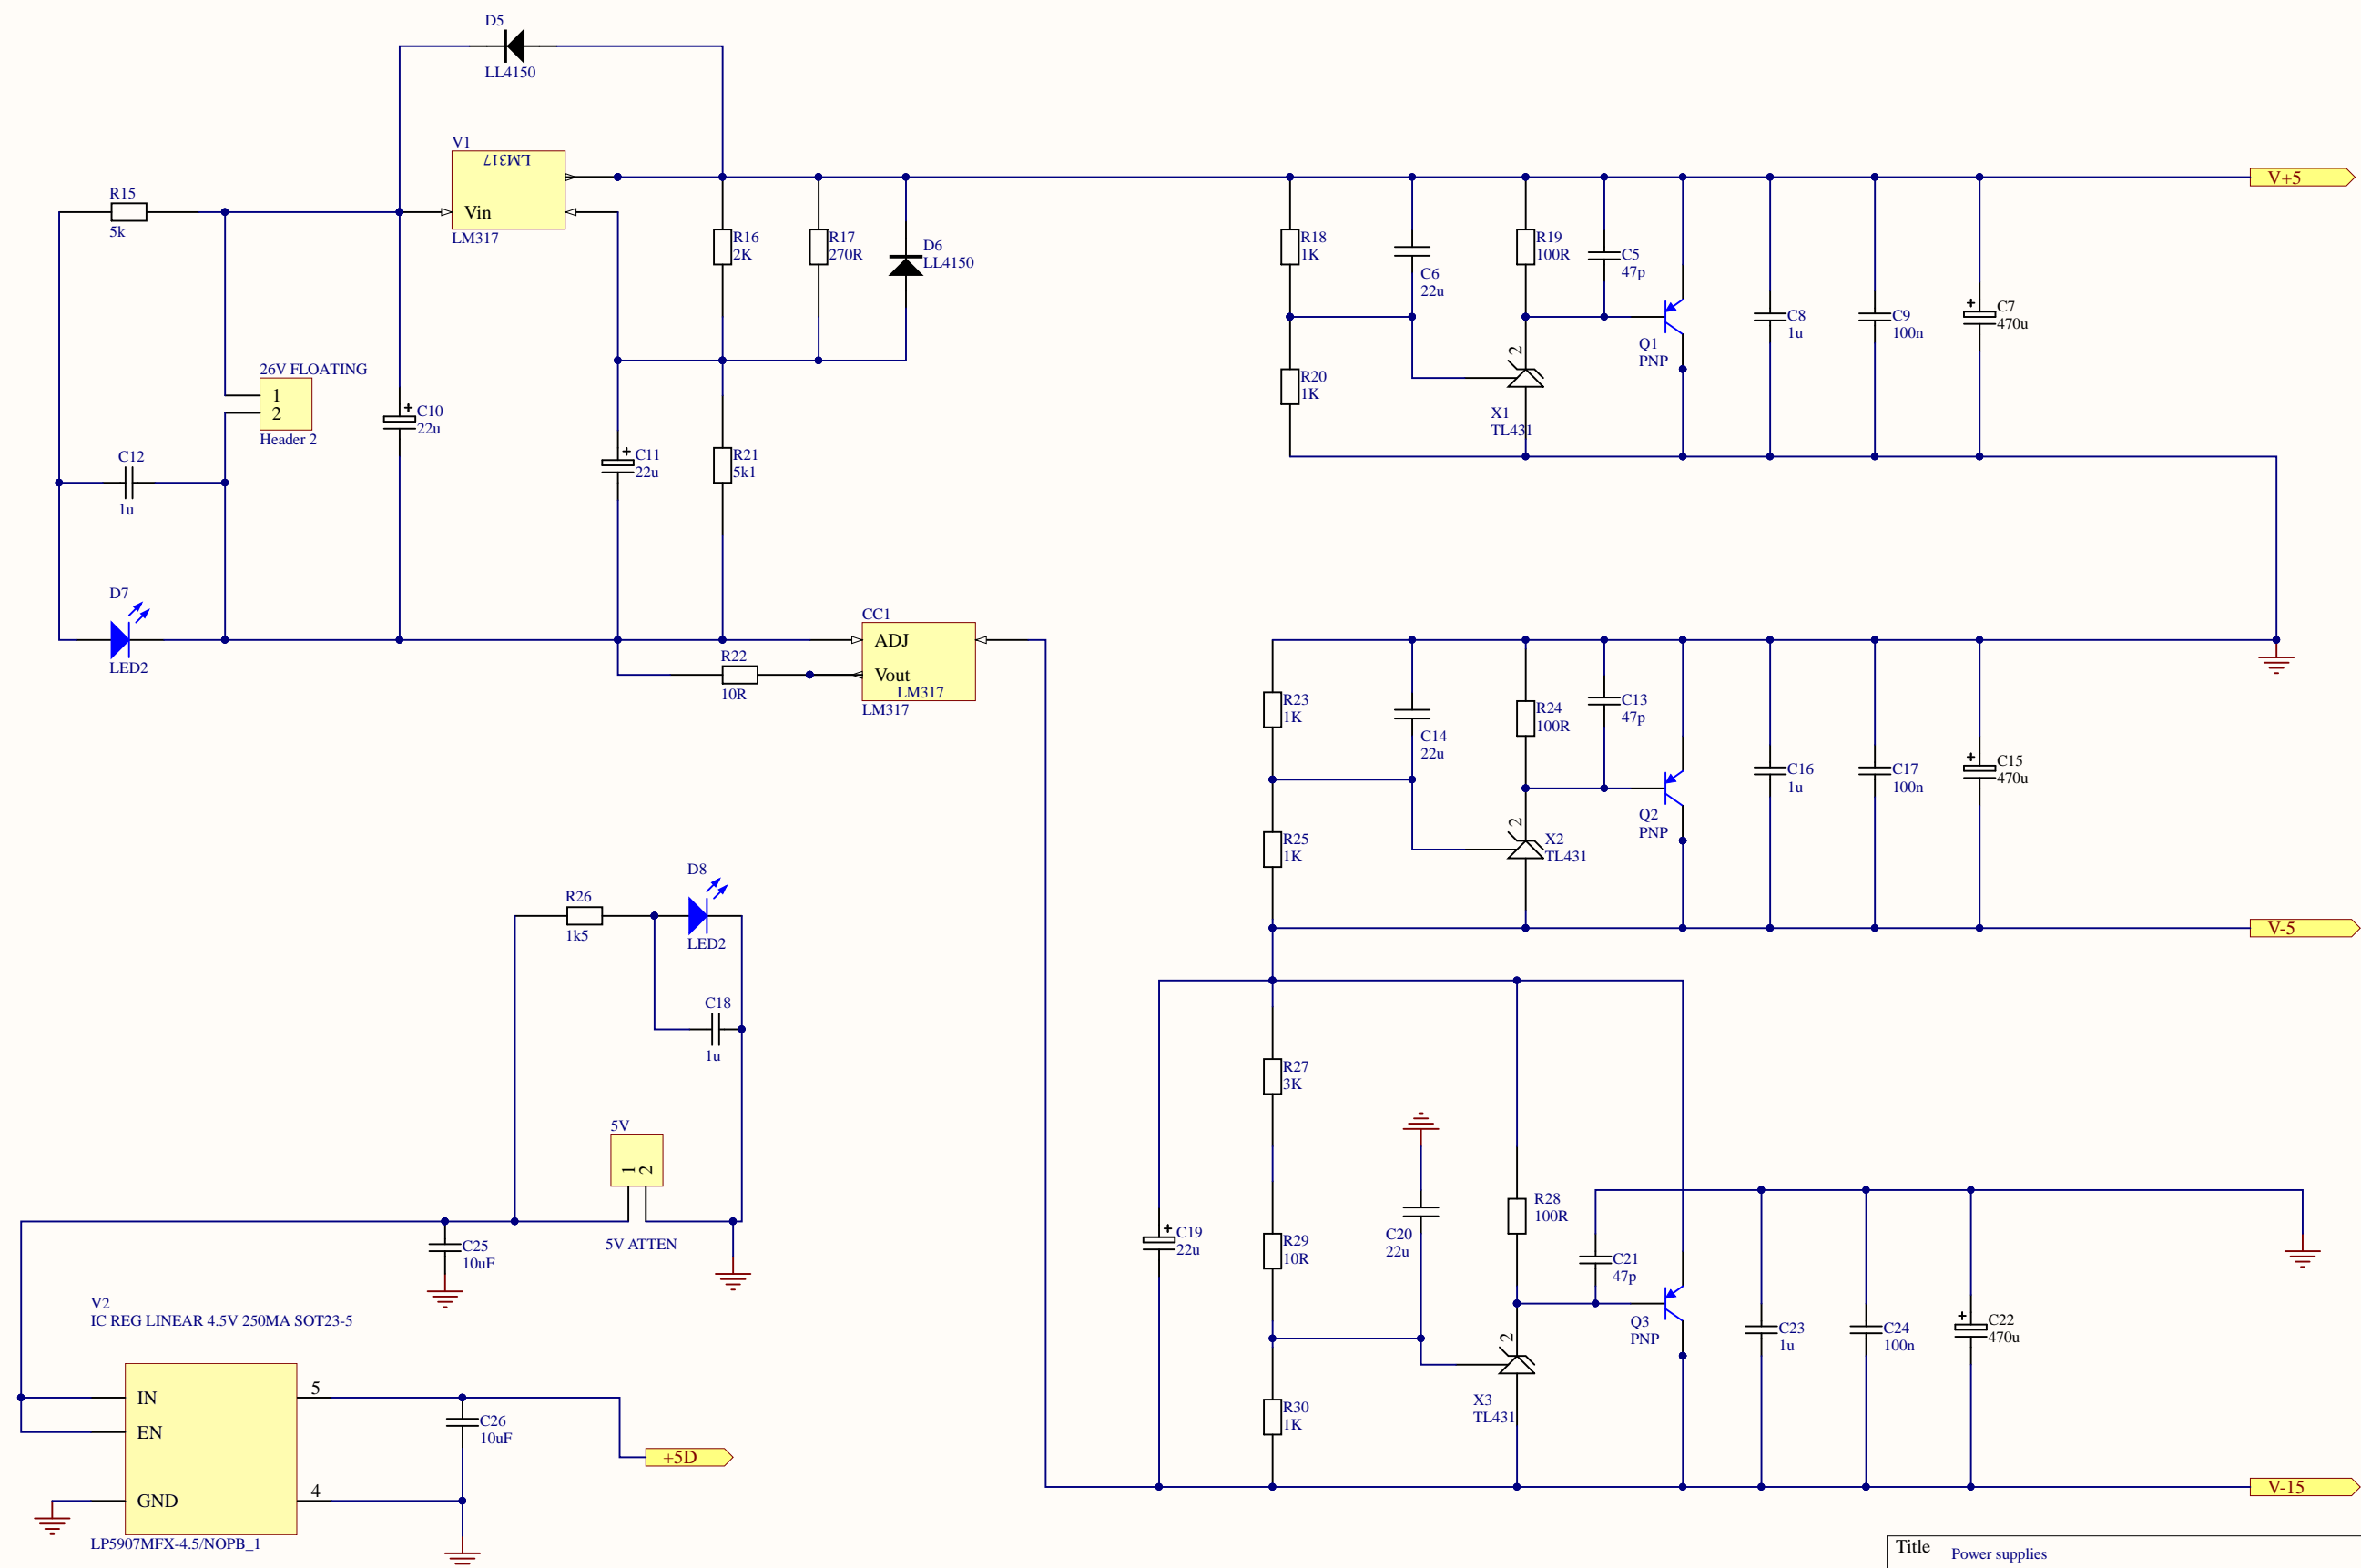 D5
LL4150
V1
LM317
Vin
LM317
R15
5k
R16
2K
R17
270R
D6
LL4150
R18
1K
C6
22u
R19
100R
C5
47p
Q1
PNP
C8
1u
C9
100n
+
C7
470u
V+5
26V FLOATING
1
2
Header 2
+
C10
22u
R20
1K
2
X1
TL431
C12
1u
+
C11
22u
R21
5k1
D7
LED2
CC1
ADJ
Vout
LM317
LM317
R22
10R
R23
1K
C14
22u
R24
100R
C13
47p
Q2
PNP
C16
1u
C17
100n
+
C15
470u
R25
1K
2
X2
TL431
V-5
D8
LED2
R26
1k5
C18
1u
R27
3K
5V
1
2
5V ATTEN
C25
10uF
+
C19
22u
R29
10R
C20
22u
R28
100R
C21
47p
Q3
PNP
C23
1u
C24
100n
+
C22
470u
2
X3
TL431
R30
1K
V-15
V2
IC REG LINEAR 4.5V 250MA SOT23-5
IN
EN
GND
5
4
LP5907MFX-4.5/NOPB_1
C26
10uF
+5D
Title
Power supplies